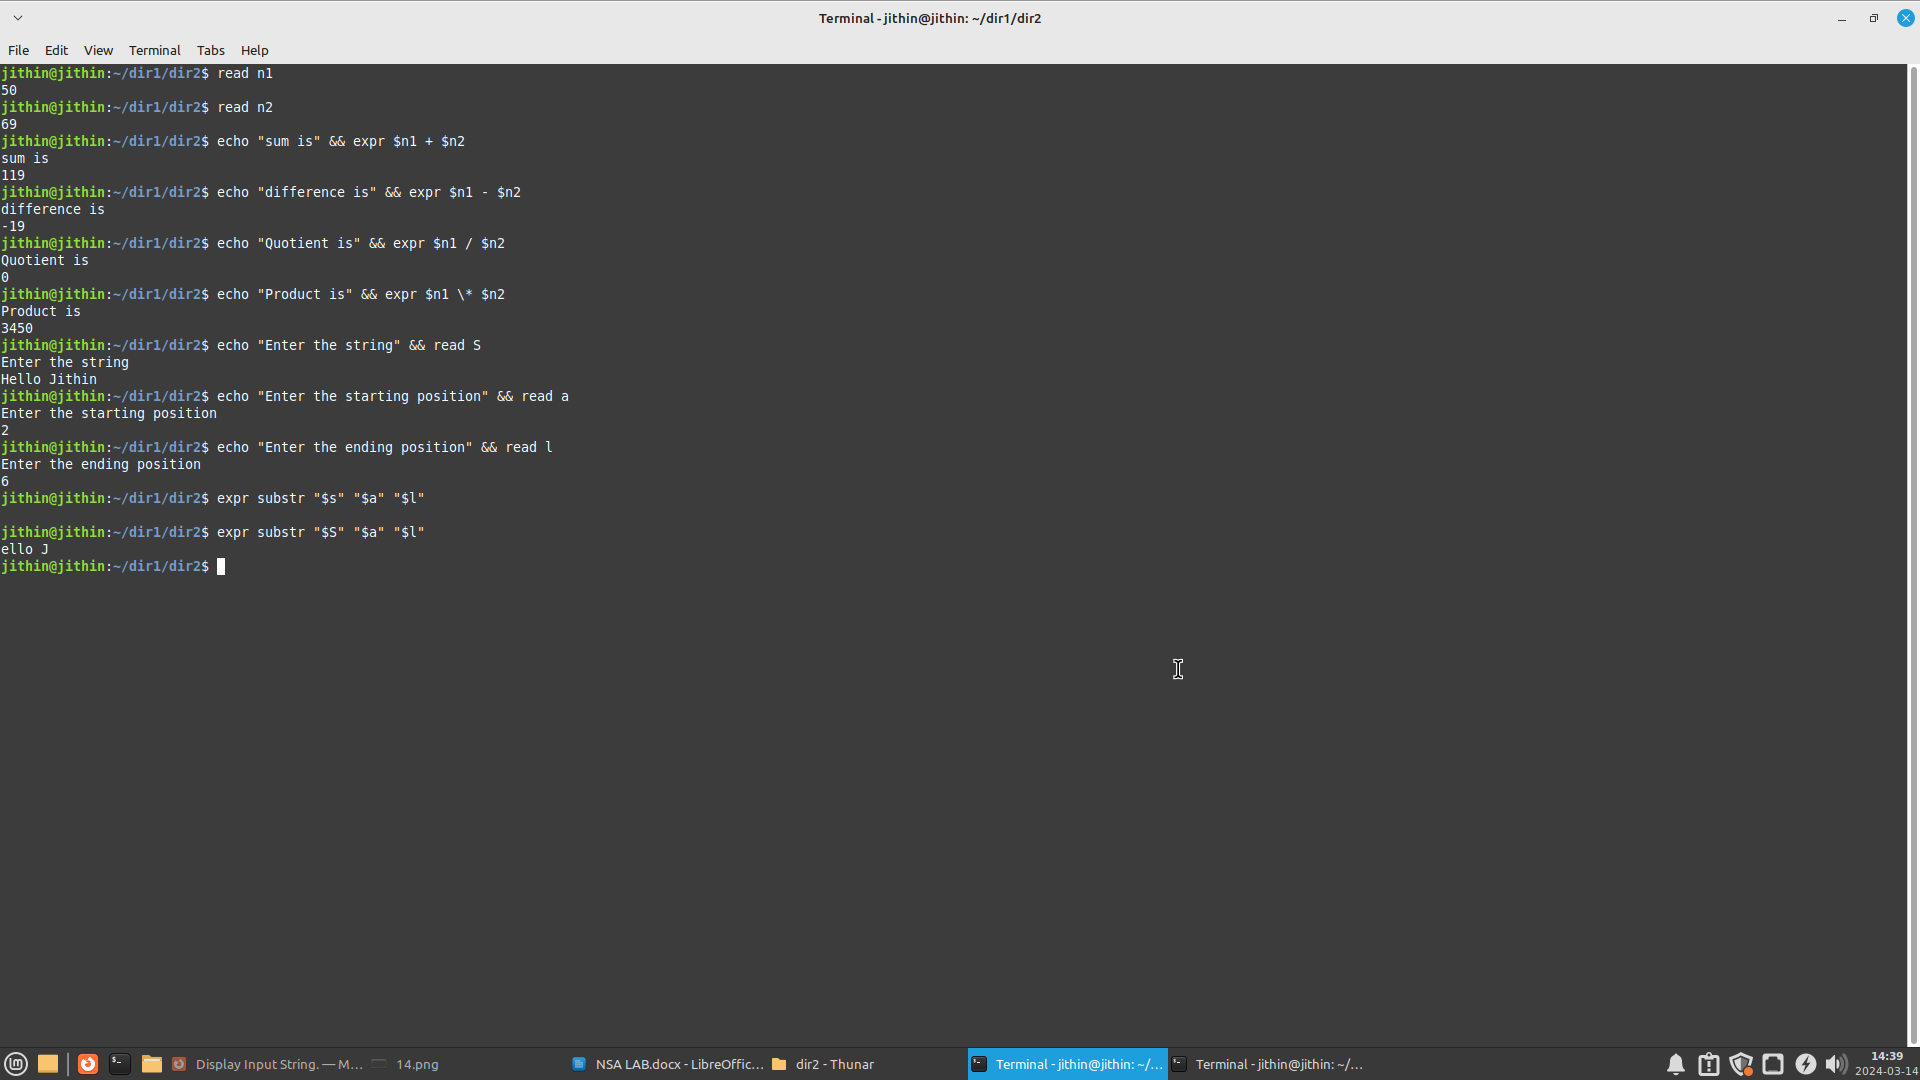 Terminal - jithin@jithin: ~/dir1/dir2
File Edit View Terminal Tabs Help
jithin@jithin:~/dir1/dir2$ read n1
50
jithin@jithin:~/dir1/dir2$ read n2
69
jithin@jithin:~/dir1/dir2$ echo "sum is" && expr $n1 + $n2
sum is
119
jithin@jithin:~/dir1/dir2$ echo "difference is" && expr $n1 - $n2
difference is
-19
jithin@jithin:~/dir1/dir2$ echo "Quotient is" && expr $n1 / $n2
Quotient is
0
jithin@jithin:~/dir1/dir2$ echo "Product is" && expr $n1 \* $n2
Product is
3450
jithin@jithin:~/dir1/dir2$ echo "Enter the string" && read S
Enter the string
Hello Jithin
jithin@jithin:~/dir1/dir2$ echo "Enter the starting position" && read a
Enter the starting position
2
jithin@jithin:~/dir1/dir2$ echo "Enter the ending position" && read l
Enter the ending position
6
jithin@jithin:~/dir1/dir2$ expr substr "$s" "$a" "$l"
jithin@jithin:~/dir1/dir2$ expr substr "$S" "$a" "$l"
ello J
jithin@jithin:~/dir1/dir2$
Display Input String. — M... 14.png NSA LAB.docx - LibreOffic... dir2 - Thunar Terminal - jithin@jithin: ~/... Terminal - jithin@jithin: ~/... 14:39
2024-03-14